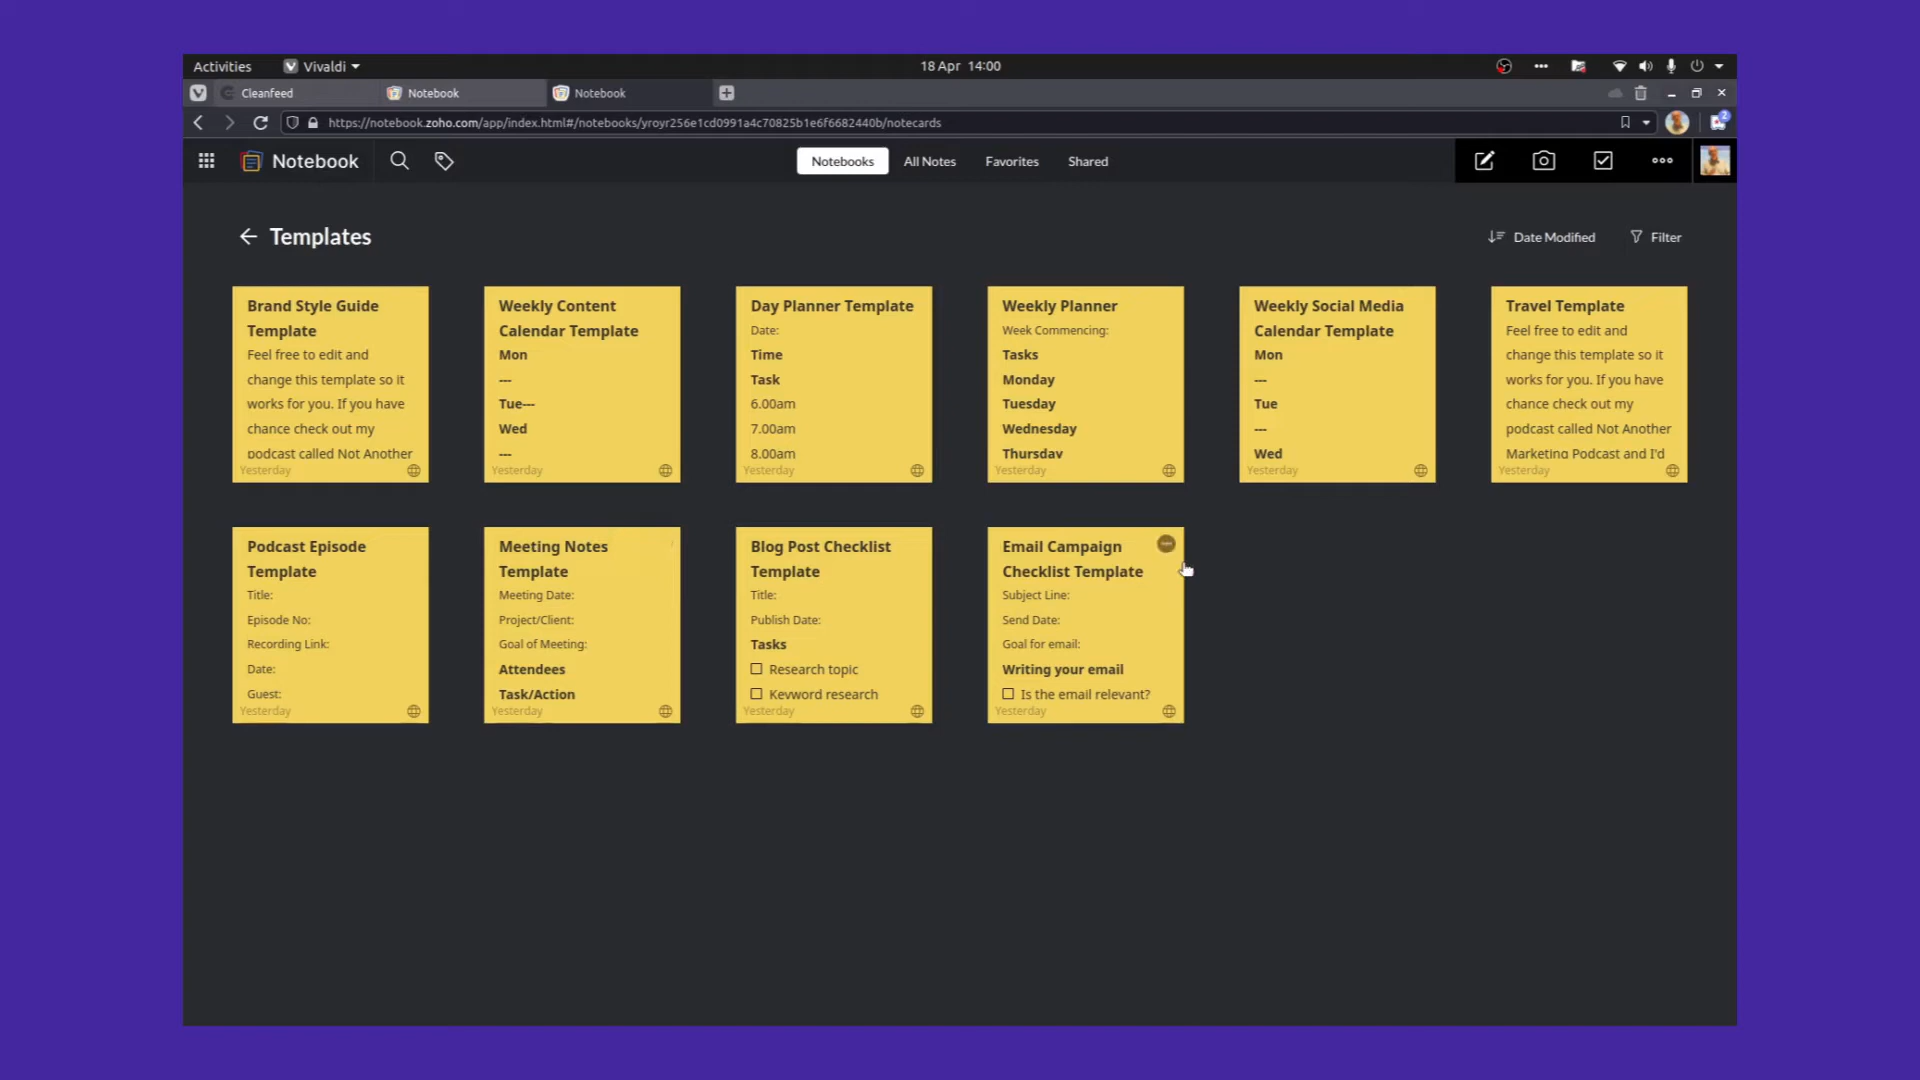 Activities Vivaldi 18 Apr 14:00
Cleanfeed Notebook Notebook
https://notebook.zoho.com/app/index.html#/notebooks/yroyr256e1cd0991a4c70825b1e6f6682440b/notecards 2
Notebook Notebooks All Notes Favorites Shared
Templates Date Modified Filter
Brand Style Guide
Template
Feel free to edit and
change this template so it
works for you. If you have
chance check out my
podcast called Not Another
Yesterday
Weekly Content
Calendar Template
Mon
---
Tue---
Wed
---
Yesterday
Day Planner Template
Date:
Time
Task
6.00am
7.00am
8.00am
Yesterday
Weekly Planner
Week Commencing:
Tasks
Monday
Tuesday
Wednesday
Thursday
Yesterday
Weekly Social Media
Calendar Template
Mon
---
Tue
---
Wed
Yesterday
Travel Template
Feel free to edit and
change this template so it
works for you. If you have
chance check out my
podcast called Not Another
Marketing Podcast and I'd
Yesterday
Podcast Episode
Template
Title:
Episode No:
Recording Link:
Date:
Guest:
Yesterday
Meeting Notes
Template
Meeting Date:
Project/Client:
Goal of Meeting:
Attendees
Task/Action
Yesterday
Blog Post Checklist
Template
Title:
Publish Date:
Tasks
Research topic
Keyword research
Yesterday
Email Campaign
Checklist Template
Subject Line:
Send Date:
Goal for email:
Writing your email
Is the email relevant?
Yesterday